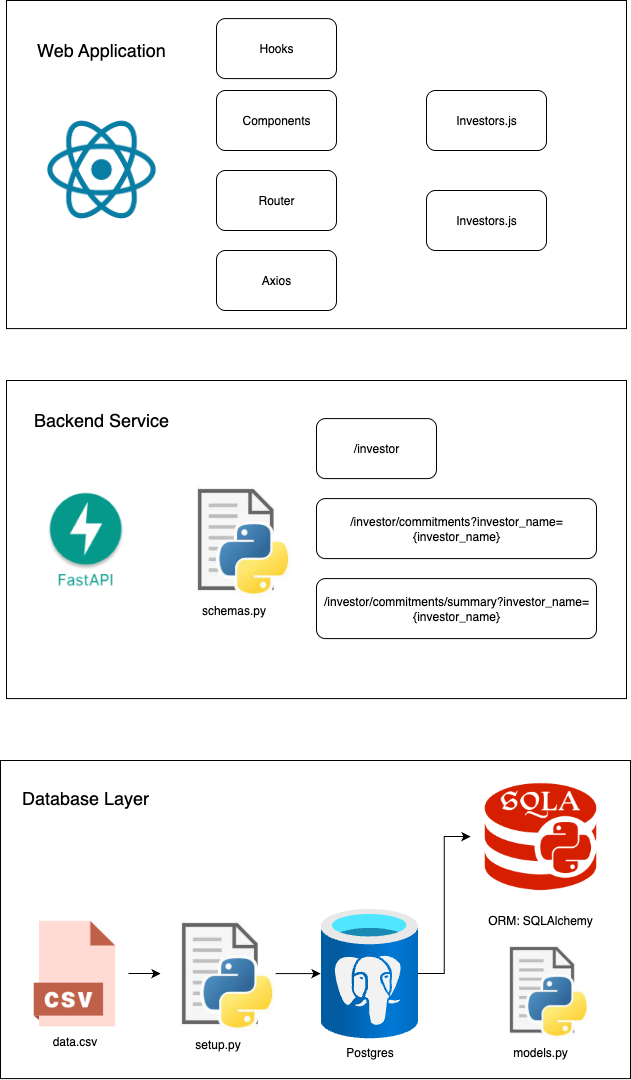 Web Application
Hooks
Components
Router
Axios
Investors.js
Investors.js
Backend Service
FastAPI
schemas.py
/investor
/investor/commitments?investor_name=
{investor_name}
/investor/commitments/summary?investor_name=
{investor_name}
Database Layer
CSV
data.csv
setup.py
Postgres
SQLA
ORM: SQLAlchemy
models.py